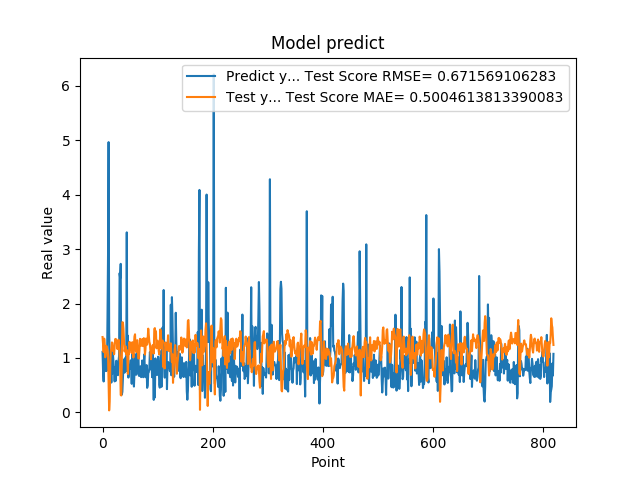 Model predict
Predict y... Test Score RMSE= 0.671569106283
Test y... Test Score MAE= 0.5004613813390083
Real value
6
5
4
3
2
1
0
0 200 400 600 800
Point